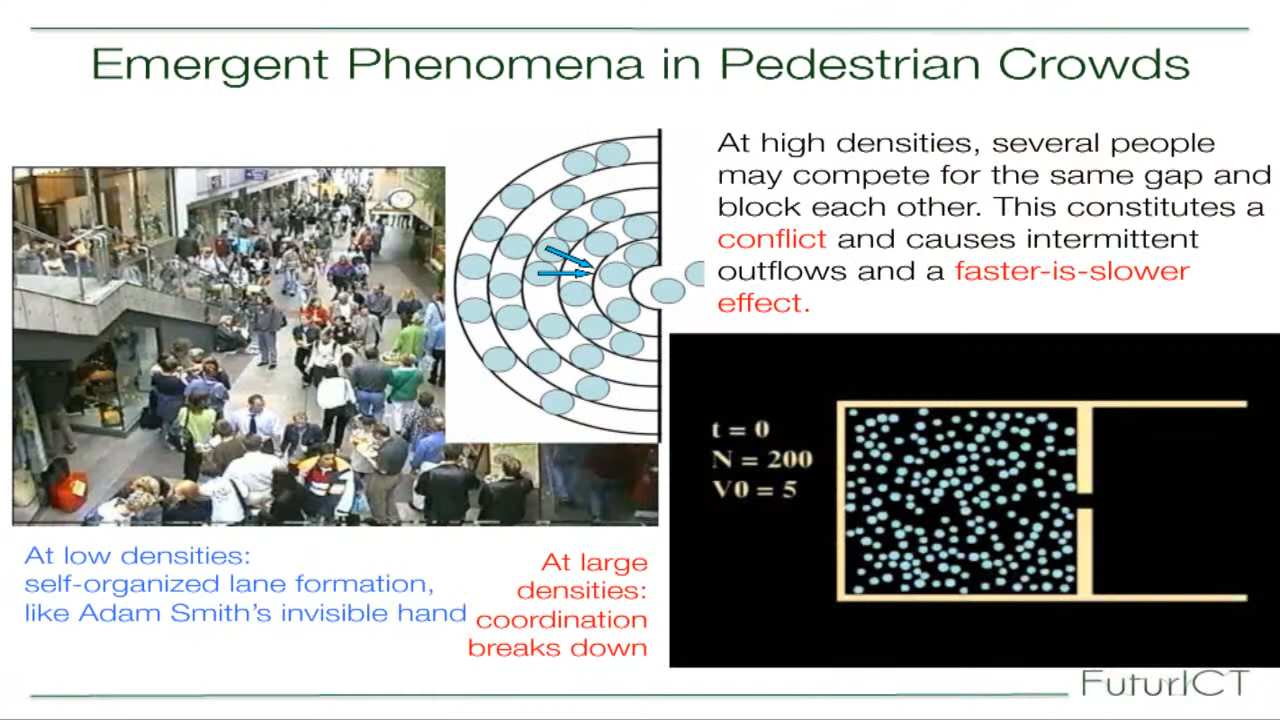 Emergent Phenomena in Pedestrian Crowds
At high densities, several people
may compete for the same gap and
block each other. This constitutes a
conflict and causes intermittent
outflows and a faster-is-slower
effect.
t = 0
N = 200
V0 = 5
At low densities:
self-organized lane formation,
like Adam Smith's invisible hand
At large
densities:
coordination
breaks down
FuturICT